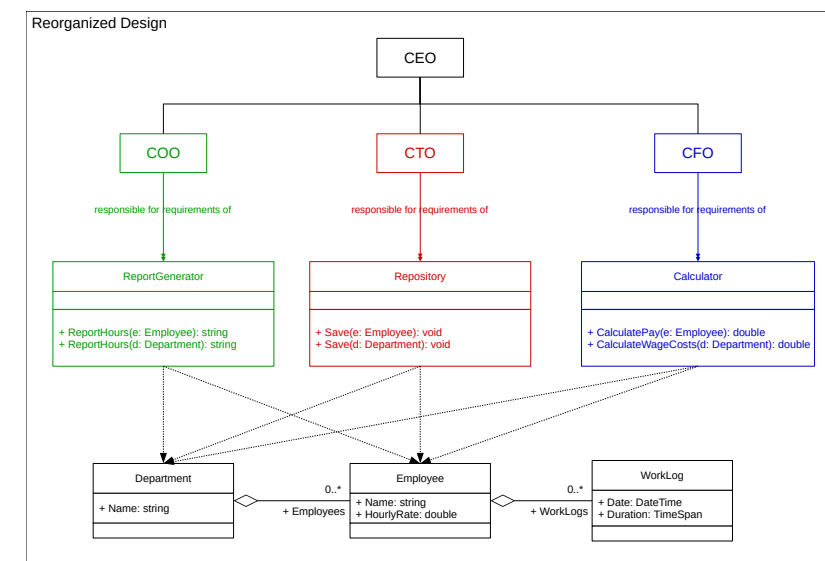 Reorganized Design
CEO
COO
CTO
CFO
responsible for requirements of
responsible for requirements of
responsible for requirements of
ReportGenerator
+ ReportHours(e: Employee): string
+ ReportHours(d: Department): string
Repository
+ Save(e: Employee): void
+ Save(d: Department): void
Calculator
+ CalculatePay(e: Employee): double
+ CalculateWageCosts(d: Department): double
Department
+ Name: string
0..*
+ Employees
Employee
+ Name: string
+ HourlyRate: double
0..*
+ WorkLogs
WorkLog
+ Date: DateTime
+ Duration: TimeSpan